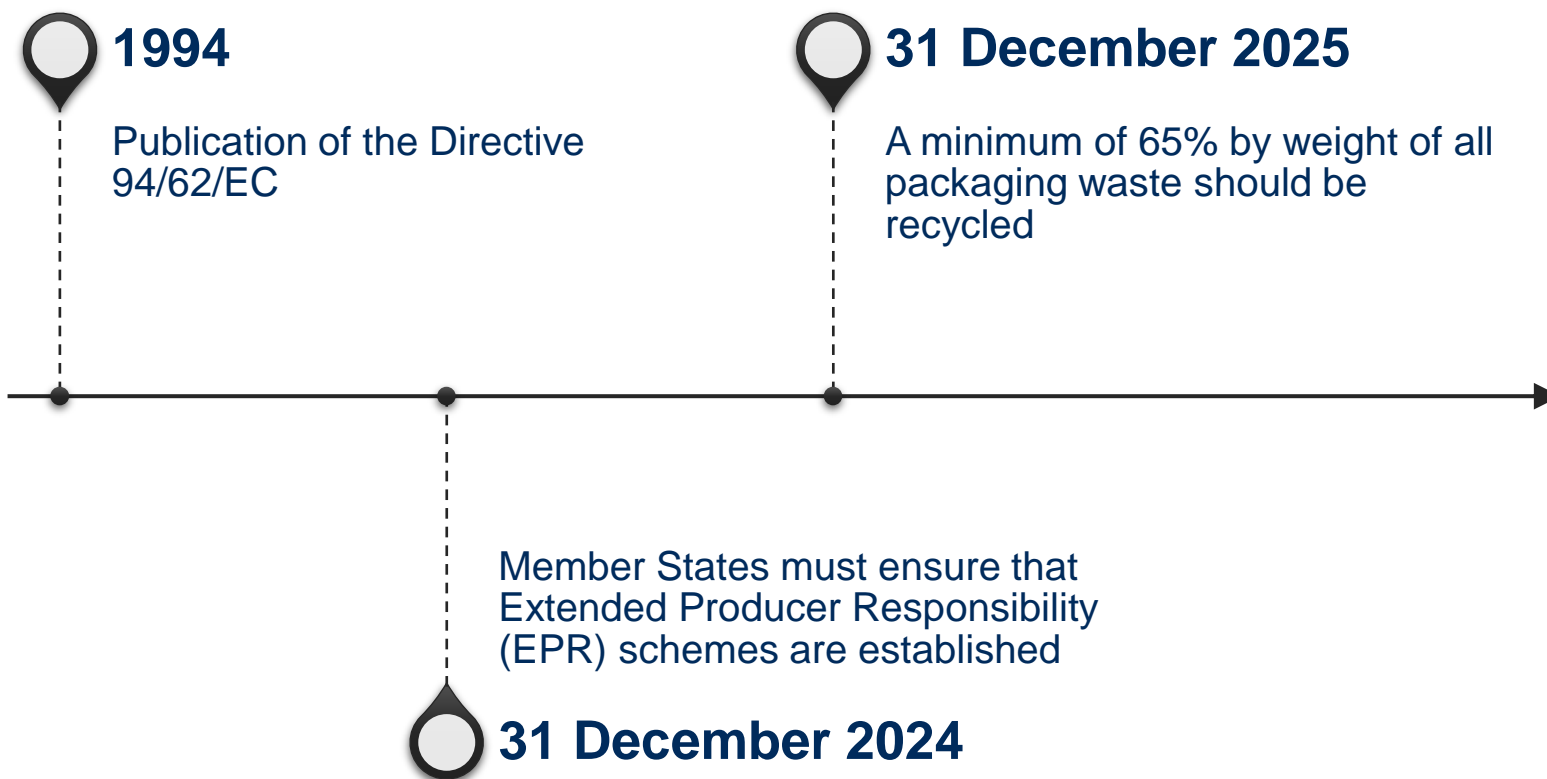 1994
Publication of the Directive
94/62/EC
31 December 2025
A minimum of 65% by weight of all
packaging waste should be
recycled
Member States must ensure that
Extended Producer Responsibility
(EPR) schemes are established
31 December 2024